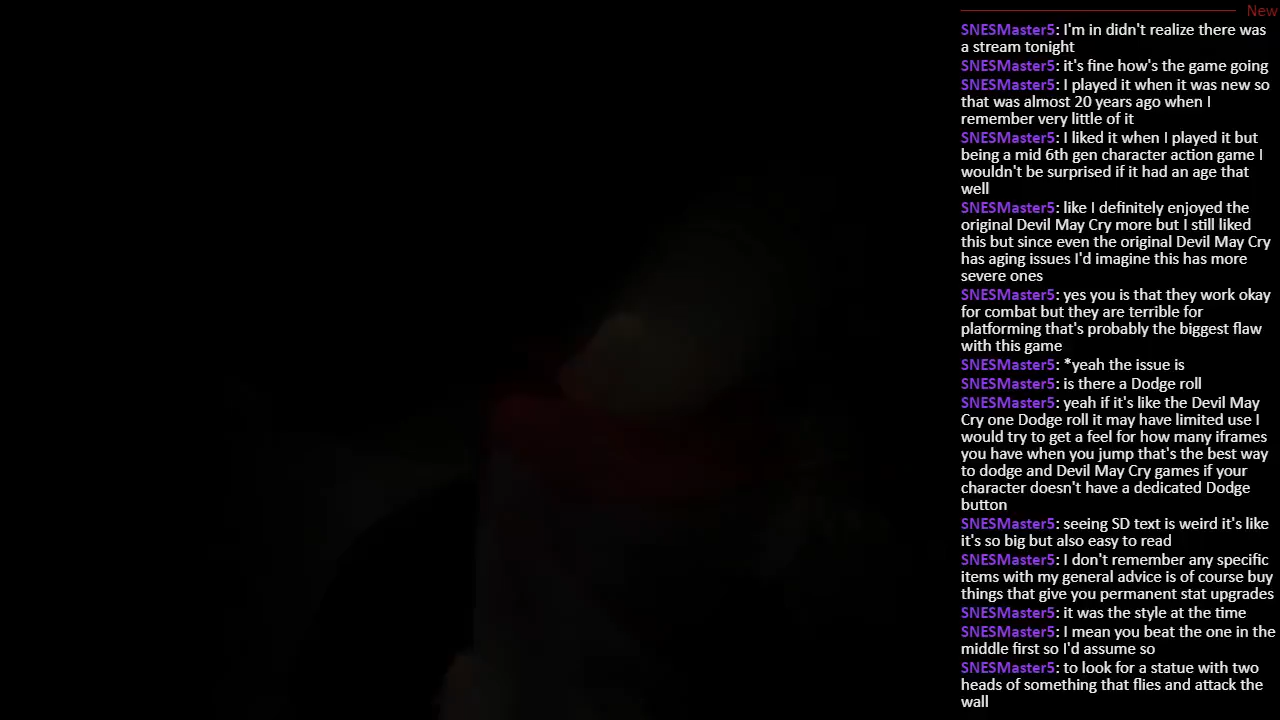 New
SNESMaster5: I'm in didn't realize there was
a stream tonight
SNESMaster5: it's fine how's the game going
SNESMaster5: I played it when it was new so
that was almost 20 years ago when I
remember very little of it
SNESMaster5: I liked it when I played it but
being a mid 6th gen character action game I
wouldn't be surprised if it had an age that
well
SNESMaster5: like I definitely enjoyed the
original Devil May Cry more but I still liked
this but since even the original Devil May Cry
has aging issues I'd imagine this has more
severe ones
SNESMaster5: yes you is that they work okay
for combat but they are terrible for
platforming that's probably the biggest flaw
with this game
SNESMaster5: *yeah the issue is
SNESMaster5: is there a Dodge roll
SNESMaster5: yeah if it's like the Devil May
Cry one Dodge roll it may have limited use I
would try to get a feel for how many iframes
you have when you jump that's the best way
to dodge and Devil May Cry games if your
character doesn't have a dedicated Dodge
button
SNESMaster5: seeing SD text is weird it's like
it's so big but also easy to read
SNESMaster5: I don't remember any specific
items with my general advice is of course buy
things that give you permanent stat upgrades
SNESMaster5: it was the style at the time
SNESMaster5: I mean you beat the one in the
middle first so I'd assume so
SNESMaster5: to look for a statue with two
heads of something that flies and attack the
wall